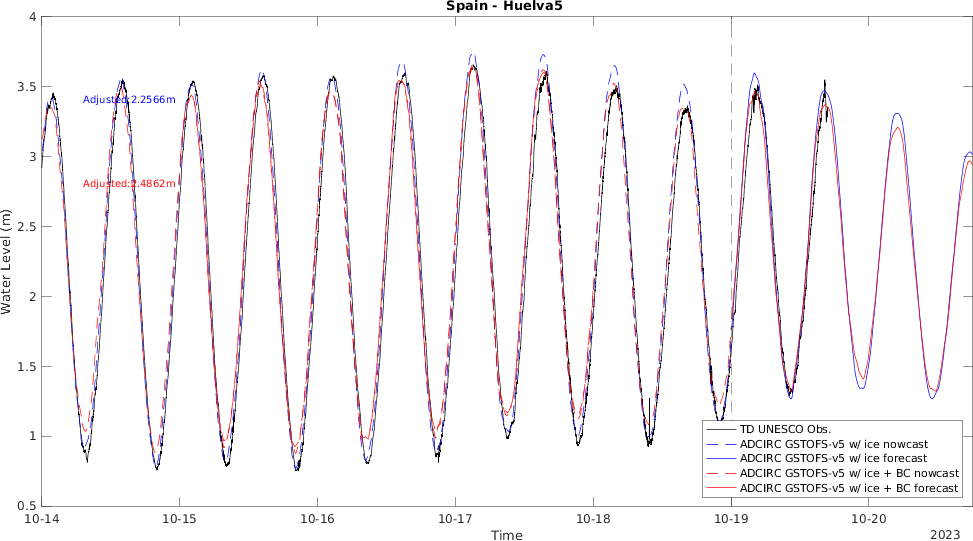 Spain - Huelva5
4
3.5
3
2.5
2
1.5
1
0.5
Water Level (m)
Adjusted:2.2566m
Adjusted:2.4862m
TD UNESCO Obs.
ADCIRC GSTOFS-v5 w/ ice nowcast
ADCIRC GSTOFS-v5 w/ ice forecast
ADCIRC GSTOFS-v5 w/ ice + BC nowcast
ADCIRC GSTOFS-v5 w/ ice + BC forecast
10-14 10-15 10-16 10-17 10-18 10-19 10-20
Time
2023